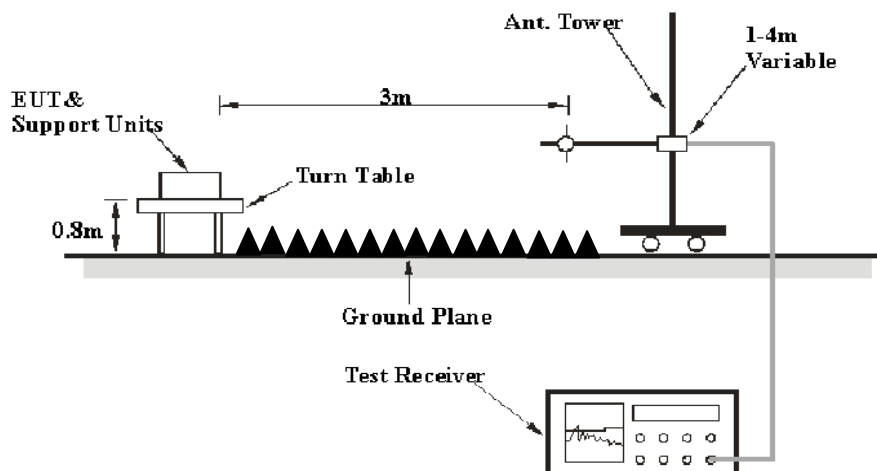 Ant. Tower
1-4m
Variable
3m
EUT &
Support Units
Turn Table
0.8m
Ground Plane
Test Receiver